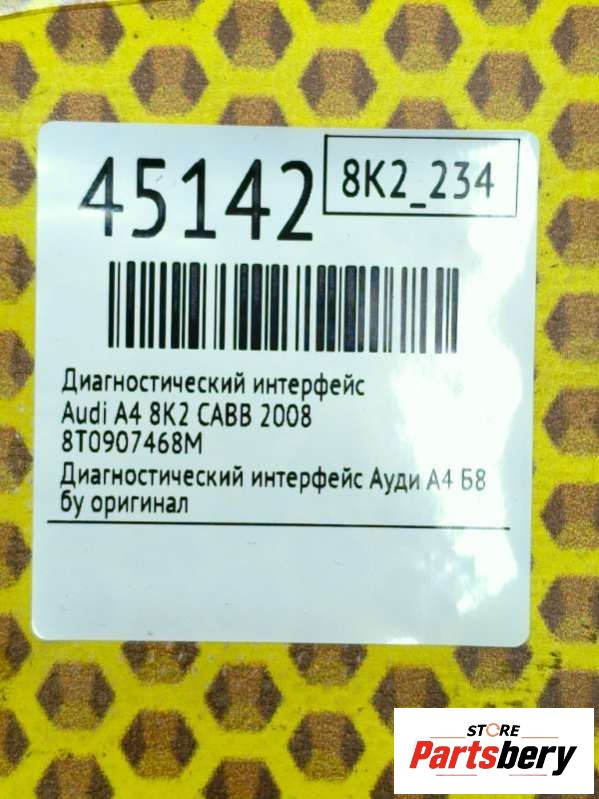 45142
8K2_234
Диагностический интерфейс
Audi A4 8K2 CABB 2008
8T0907468M
Диагностический интерфейс Ауди А4 Б8
бу оригинал
STORE
Partsbery